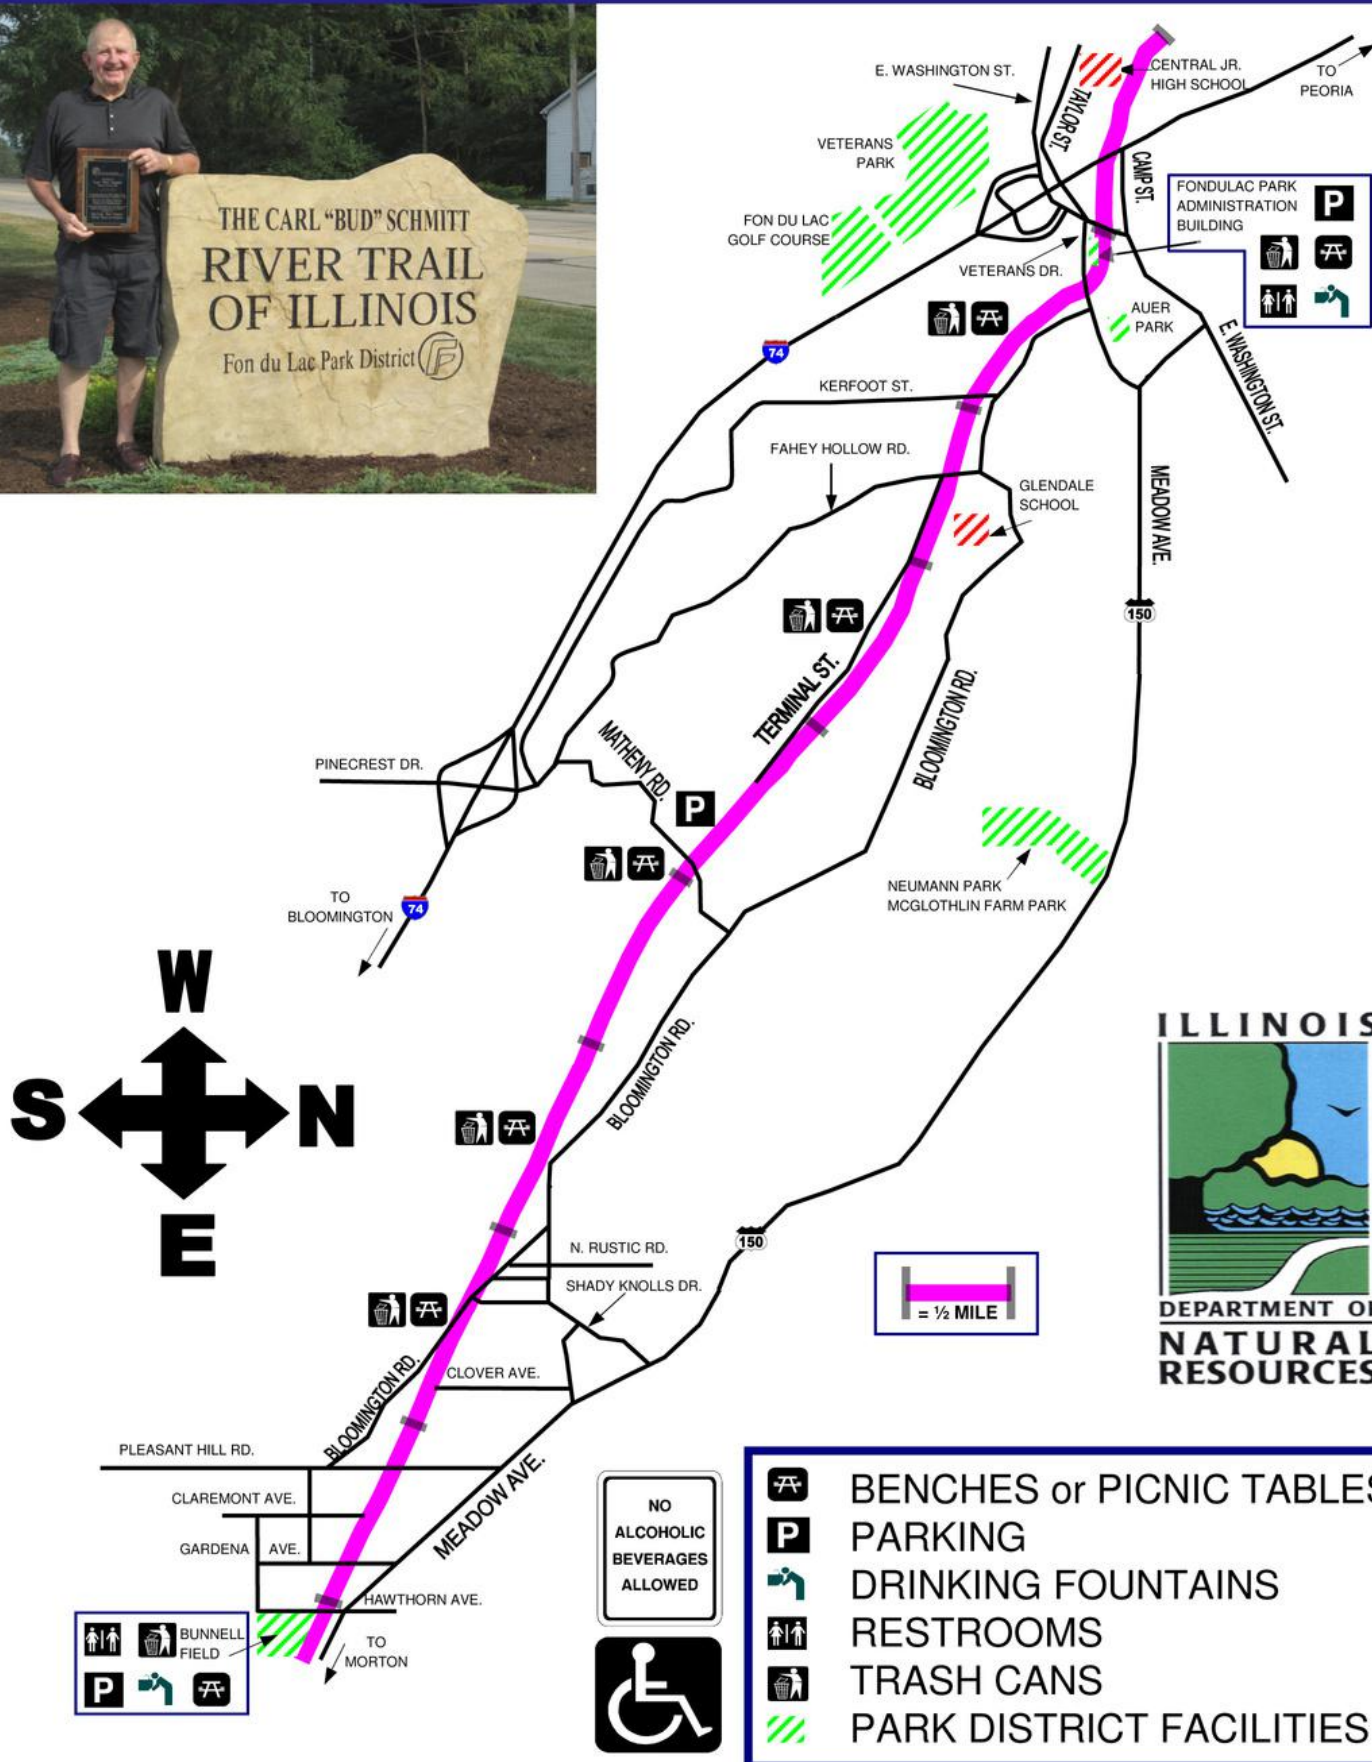 THE CARL “BUD” SCHMITT
RIVER TRAIL
OF ILLINOIS
Fon du Lac Park District
E. WASHINGTON ST.
TAYLOR ST.
CENTRAL JR.
HIGH SCHOOL
TO
PEORIA
VETERANS
PARK
CAMP ST.
FONDULAC PARK
ADMINISTRATION
BUILDING
P
FON DU LAC
GOLF COURSE
VETERANS DR.
AUER
PARK
E. WASHINGTON ST.
74
KERFOOT ST.
FAHEY HOLLOW RD.
GLENDALE
SCHOOL
MEADOW AVE.
150
TERMINAL ST.
BLOOMINGTON RD.
MATHENY RD.
PINECREST DR.
P
NEUMANN PARK
MCGLOTHLIN FARM PARK
TO
BLOOMINGTON
74
W
S
N
E
BLOOMINGTON RD.
ILLINOIS
DEPARTMENT OF
NATURAL
RESOURCES
N. RUSTIC RD.
150
SHADY KNOLLS DR.
= ½ MILE
CLOVER AVE.
BLOOMINGTON RD.
PLEASANT HILL RD.
MEADOW AVE.
CLAREMONT AVE.
GARDENA AVE.
HAWTHORN AVE.
BUNNELL
FIELD
P
TO
MORTON
NO
ALCOHOLIC
BEVERAGES
ALLOWED
BENCHES or PICNIC TABLES
P PARKING
DRINKING FOUNTAINS
RESTROOMS
TRASH CANS
PARK DISTRICT FACILITIES